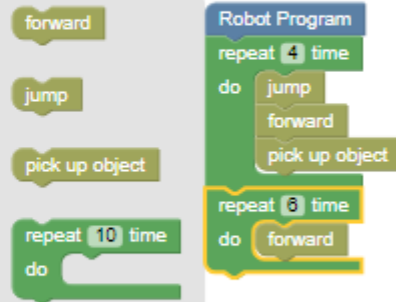 forward
jump
pick up object
repeat 10 time
do
Robot Program
repeat 4 time
do jump
forward
pick up object
repeat 6 time
do forward